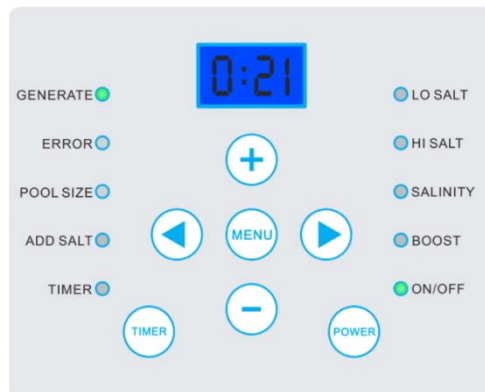 0:21
GENERATE
LO SALT
ERROR
HI SALT
POOL SIZE
SALINITY
ADD SALT
MENU
BOOST
TIMER
ON/OFF
TIMER
POWER